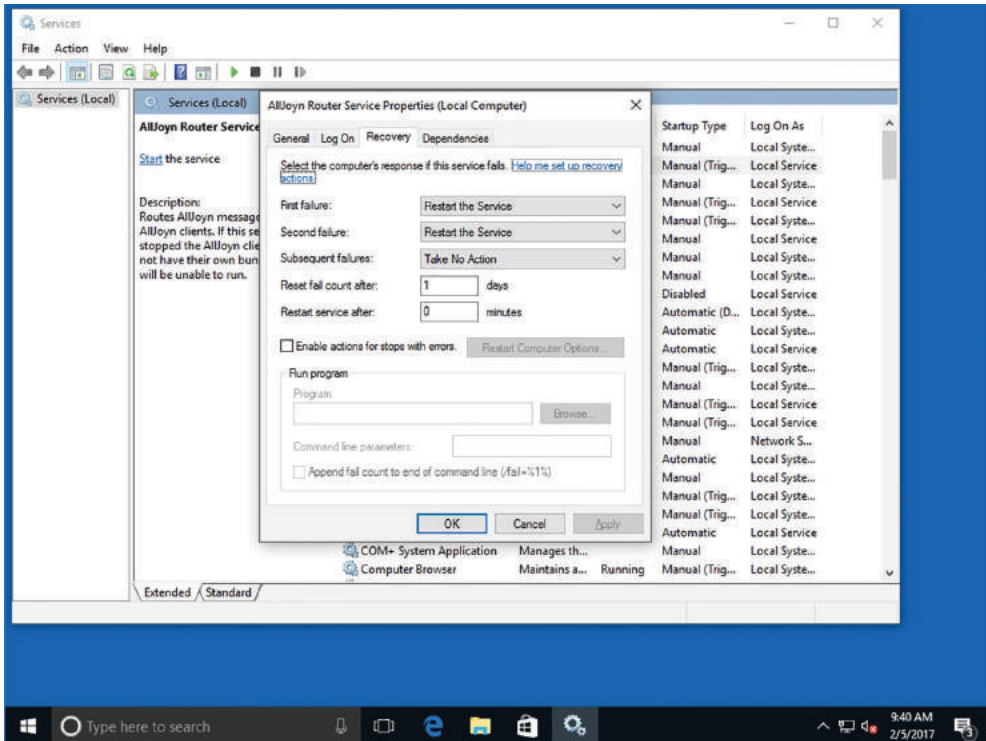 Services
File Action View Help
Services (Local)
Services (Local)
AllJoyn Router Service
Start the service
Description:
Routes AllJoyn message
AllJoyn clients. If this se
stopped the AllJoyn clie
not have their own bun
will be unable to run.
AllJoyn Router Service Properties (Local Computer)
General Log On Recovery Dependencies
Select the computer's response if this service fails. Help me set up recovery
actions.
First failure: Restart the Service
Second failure: Restart the Service
Subsequent failures: Take No Action
Reset fail count after: 1 days
Restart service after: 0 minutes
Enable actions for stops with errors. Restart Computer Options...
Run program
Program:
Browse...
Command line parameters:
Append fail count to end of command line (/fail=%1%)
OK Cancel Apply
Startup Type Log On As
Manual Local Syste...
Manual (Trig... Local Service
Manual Local Syste...
Manual (Trig... Local Service
Manual (Trig... Local Syste...
Manual Local Service
Manual Local Syste...
Manual Local Syste...
Disabled Local Service
Automatic (D... Local Syste...
Automatic Local Syste...
Automatic Local Service
Manual (Trig... Local Syste...
Manual Local Syste...
Manual (Trig... Local Service
Manual (Trig... Local Service
Manual Network S...
Automatic Local Syste...
Manual Local Syste...
Manual (Trig... Local Syste...
Manual (Trig... Local Syste...
Automatic Local Service
COM+ System Application Manages th... Manual Local Syste...
Computer Browser Maintains a... Running Manual (Trig... Local Syste...
Extended Standard
Type here to search
9:40 AM
2/5/2017
3